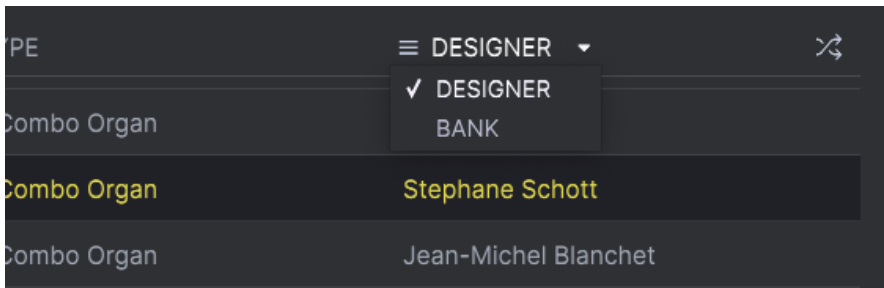 YPE
DESIGNER
DESIGNER
BANK
Combo Organ
Combo Organ Stephane Schott
Combo Organ Jean-Michel Blanchet